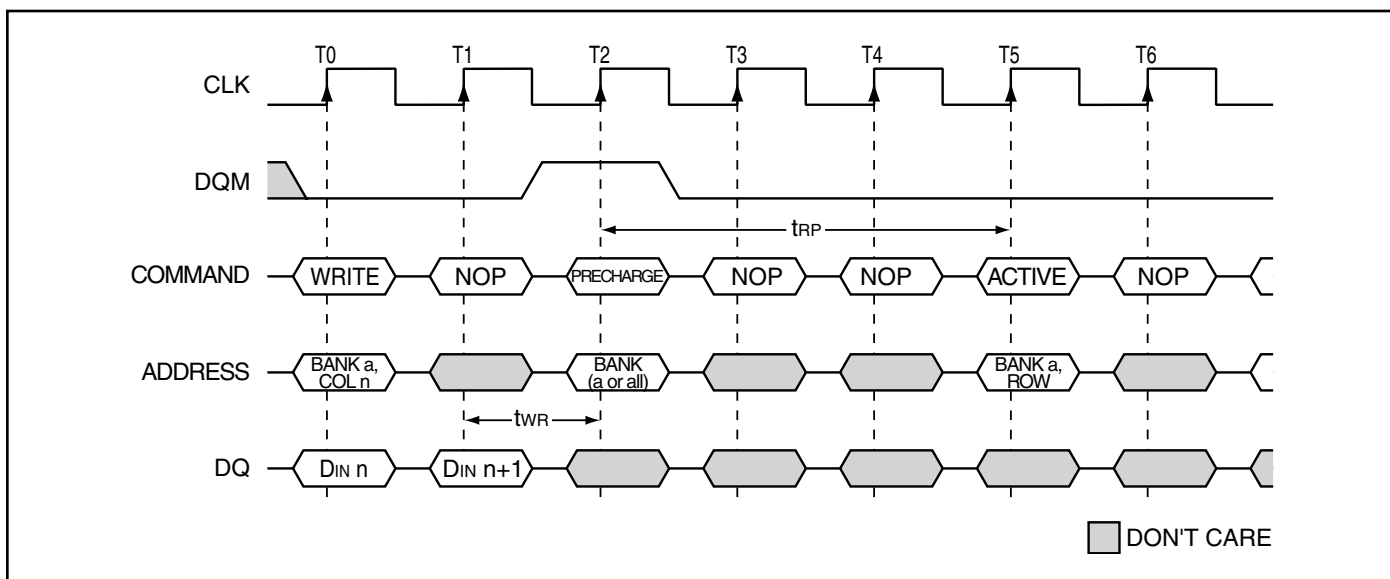 T0 T1 T2 T3 T4 T5 T6
CLK
DQM
tRP
COMMAND WRITE NOP PRECHARGE NOP NOP ACTIVE NOP
ADDRESS BANK a, COL n BANK (a or all) BANK a, ROW
tWR
DQ DIN n DIN n+1
DON'T CARE